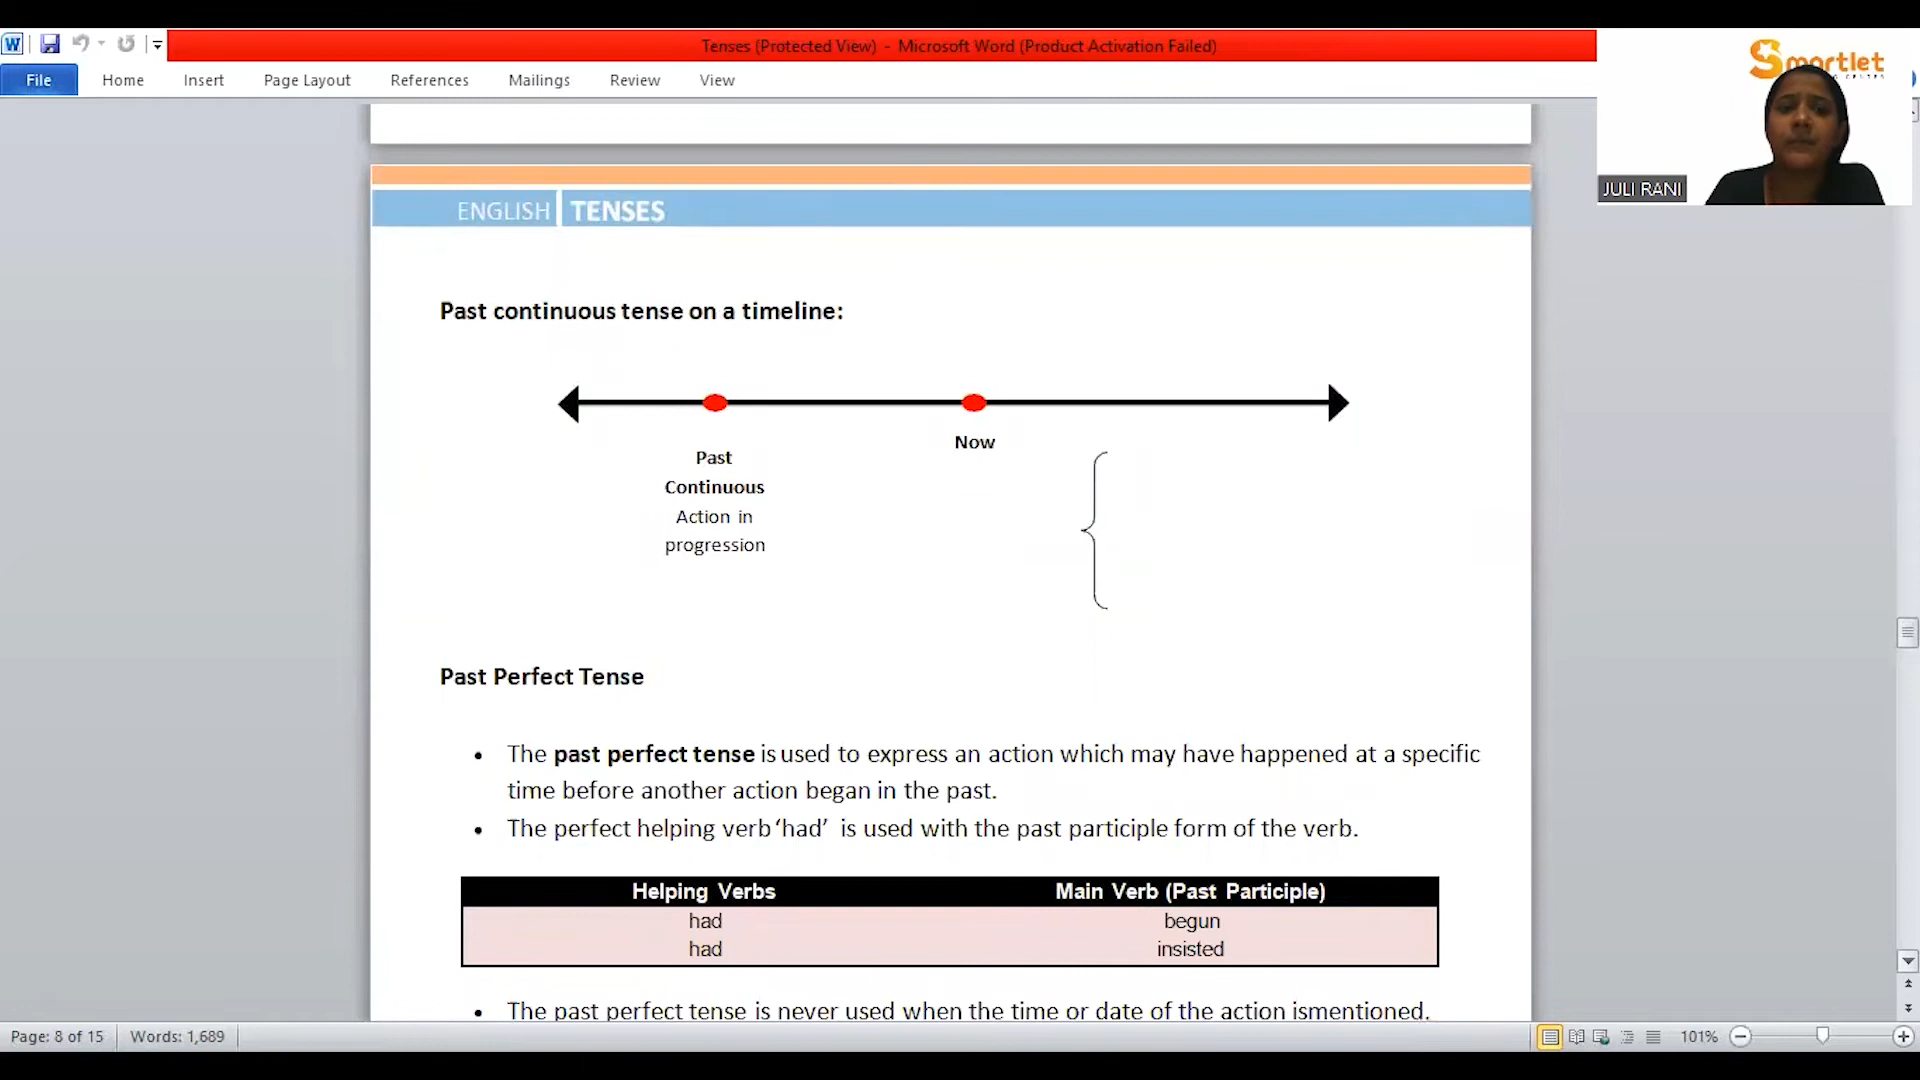 Tenses (Protected View) - Microsoft Word (Product Activation Failed)
File Home Insert Page Layout References Mailings Review View
Smartlet
JULI RANI
ENGLISH TENSES
Past continuous tense on a timeline:
Now
Past
Continuous
Action in
progression
Past Perfect Tense
• The past perfect tense is used to express an action which may have happened at a specific
time before another action began in the past.
• The perfect helping verb ‘had’ is used with the past participle form of the verb.
Helping Verbs Main Verb (Past Participle)
had begun
had insisted
• The past perfect tense is never used when the time or date of the action ismentioned.
Page: 8 of 15 Words: 1,689 101%